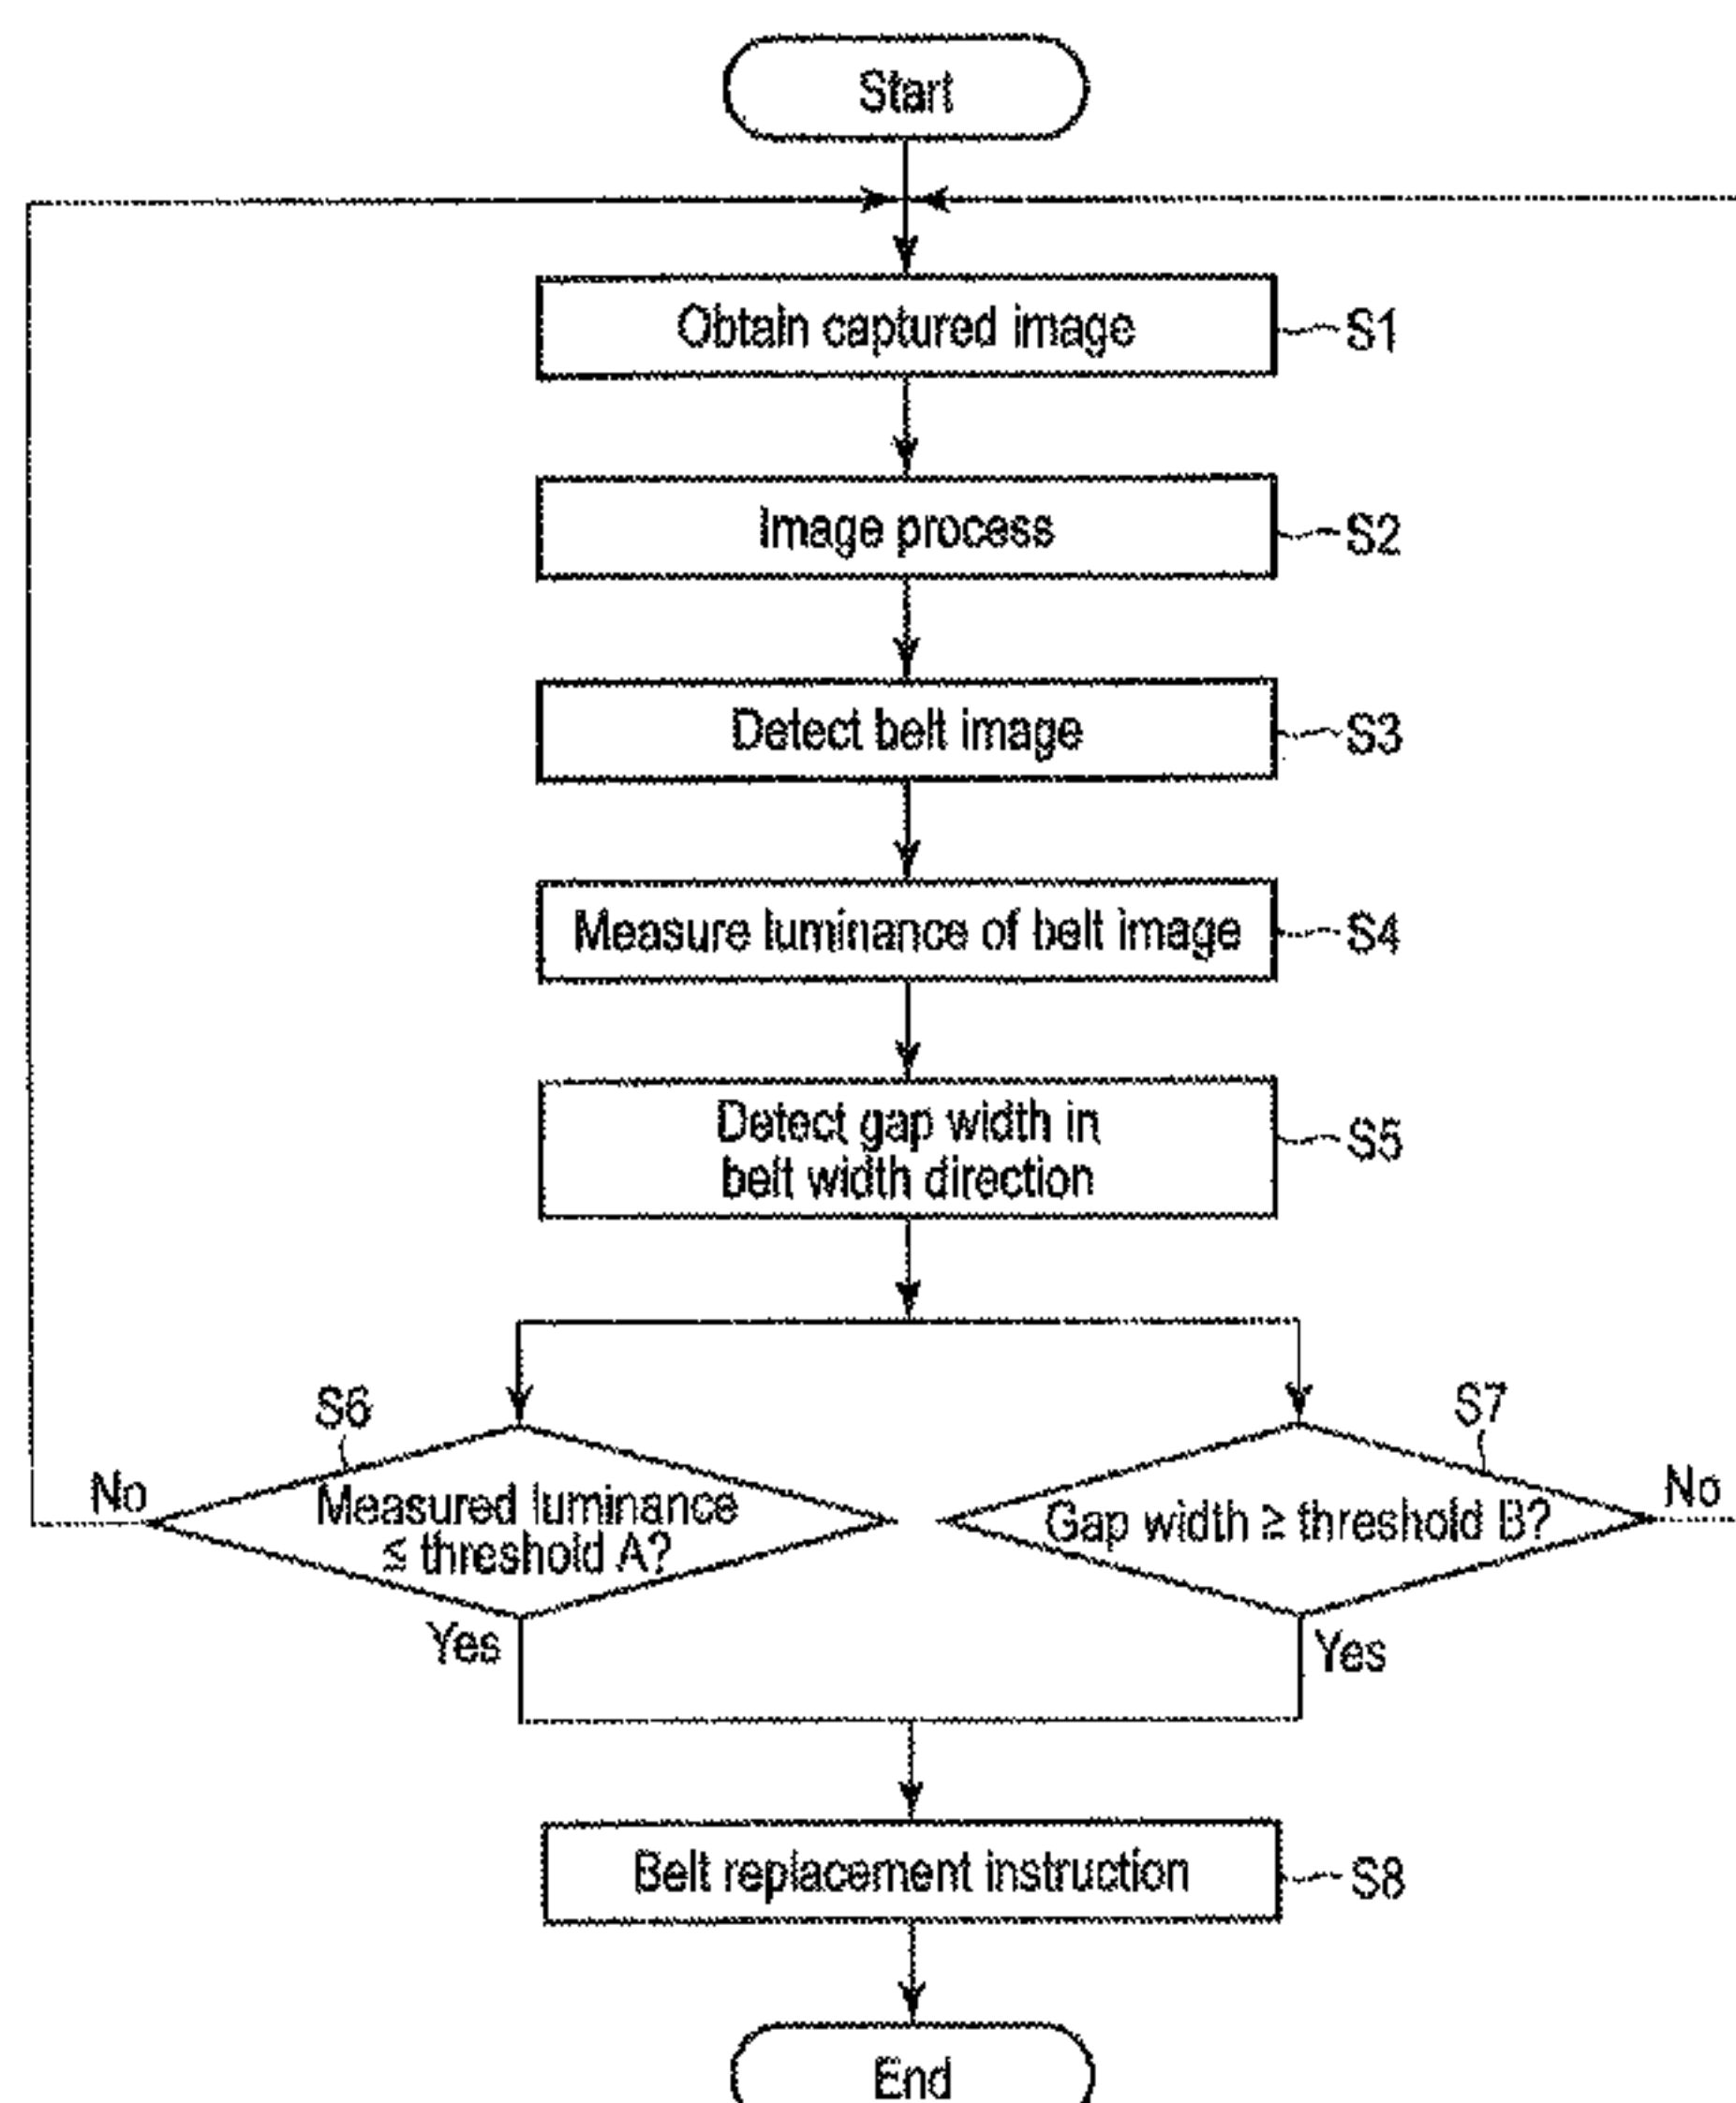 Start
Obtain captured image
S1
Image process
S2
Detect belt image
S3
Measure luminance of belt image
S4
Detect gap width in
belt width direction
S5
S6
S7
No
Measured luminance
≤ threshold A?
Gap width ≥ threshold B?
No
Yes
Yes
Belt replacement instruction
S8
End